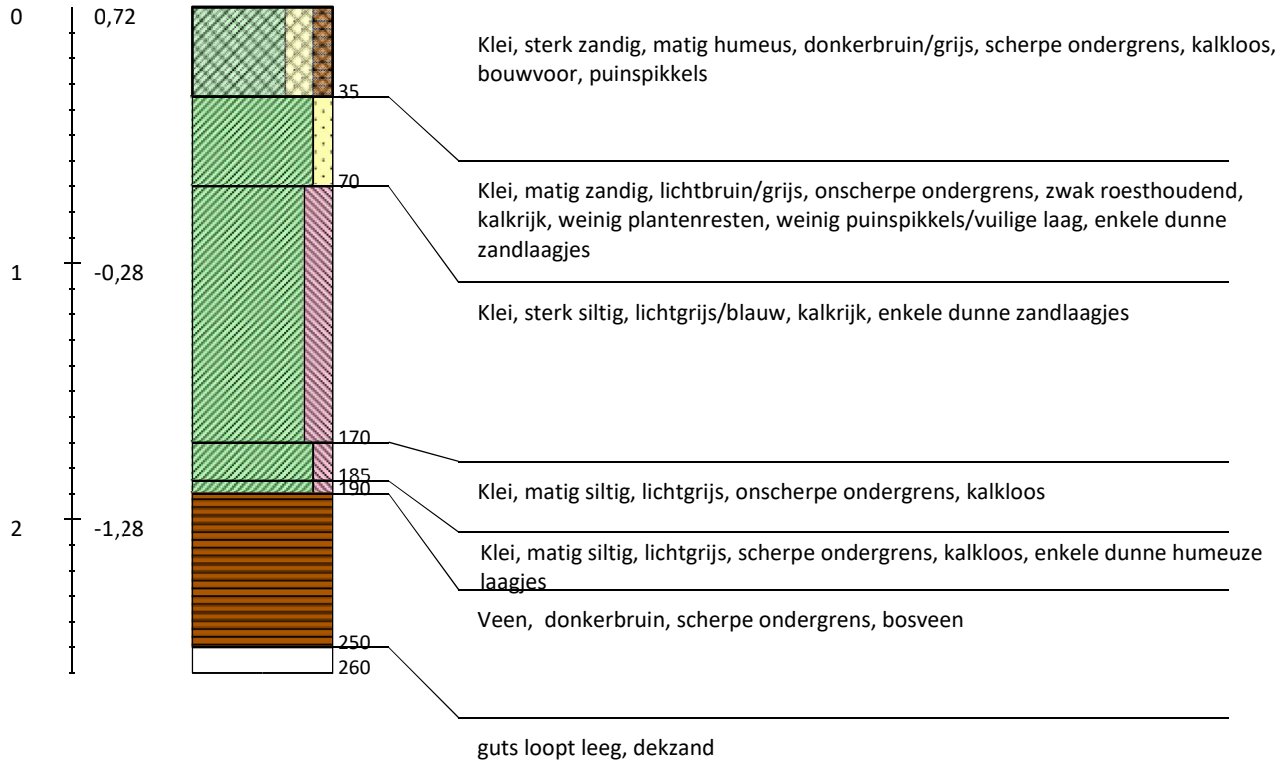 0 0,72
Klei, sterk zandig, matig humeus, donkerbruin/grijs, scherpe ondergrens, kalkloos,
bouwvoor, puinspikkels
35
70
Klei, matig zandig, lichtbruin/grijs, onscherpe ondergrens, zwak roesthoudend,
kalkrijk, weinig plantenresten, weinig puinspikkels/vuilige laag, enkele dunne
zandlaagjes
1 -0,28
Klei, sterk siltig, lichtgrijs/blauw, kalkrijk, enkele dunne zandlaagjes
170
185
190
Klei, matig siltig, lichtgrijs, onscherpe ondergrens, kalkloos
2 -1,28
Klei, matig siltig, lichtgrijs, scherpe ondergrens, kalkloos, enkele dunne humeuze
laagjes
Veen, donkerbruin, scherpe ondergrens, bosveen
250
260
guts loopt leeg, dekzand